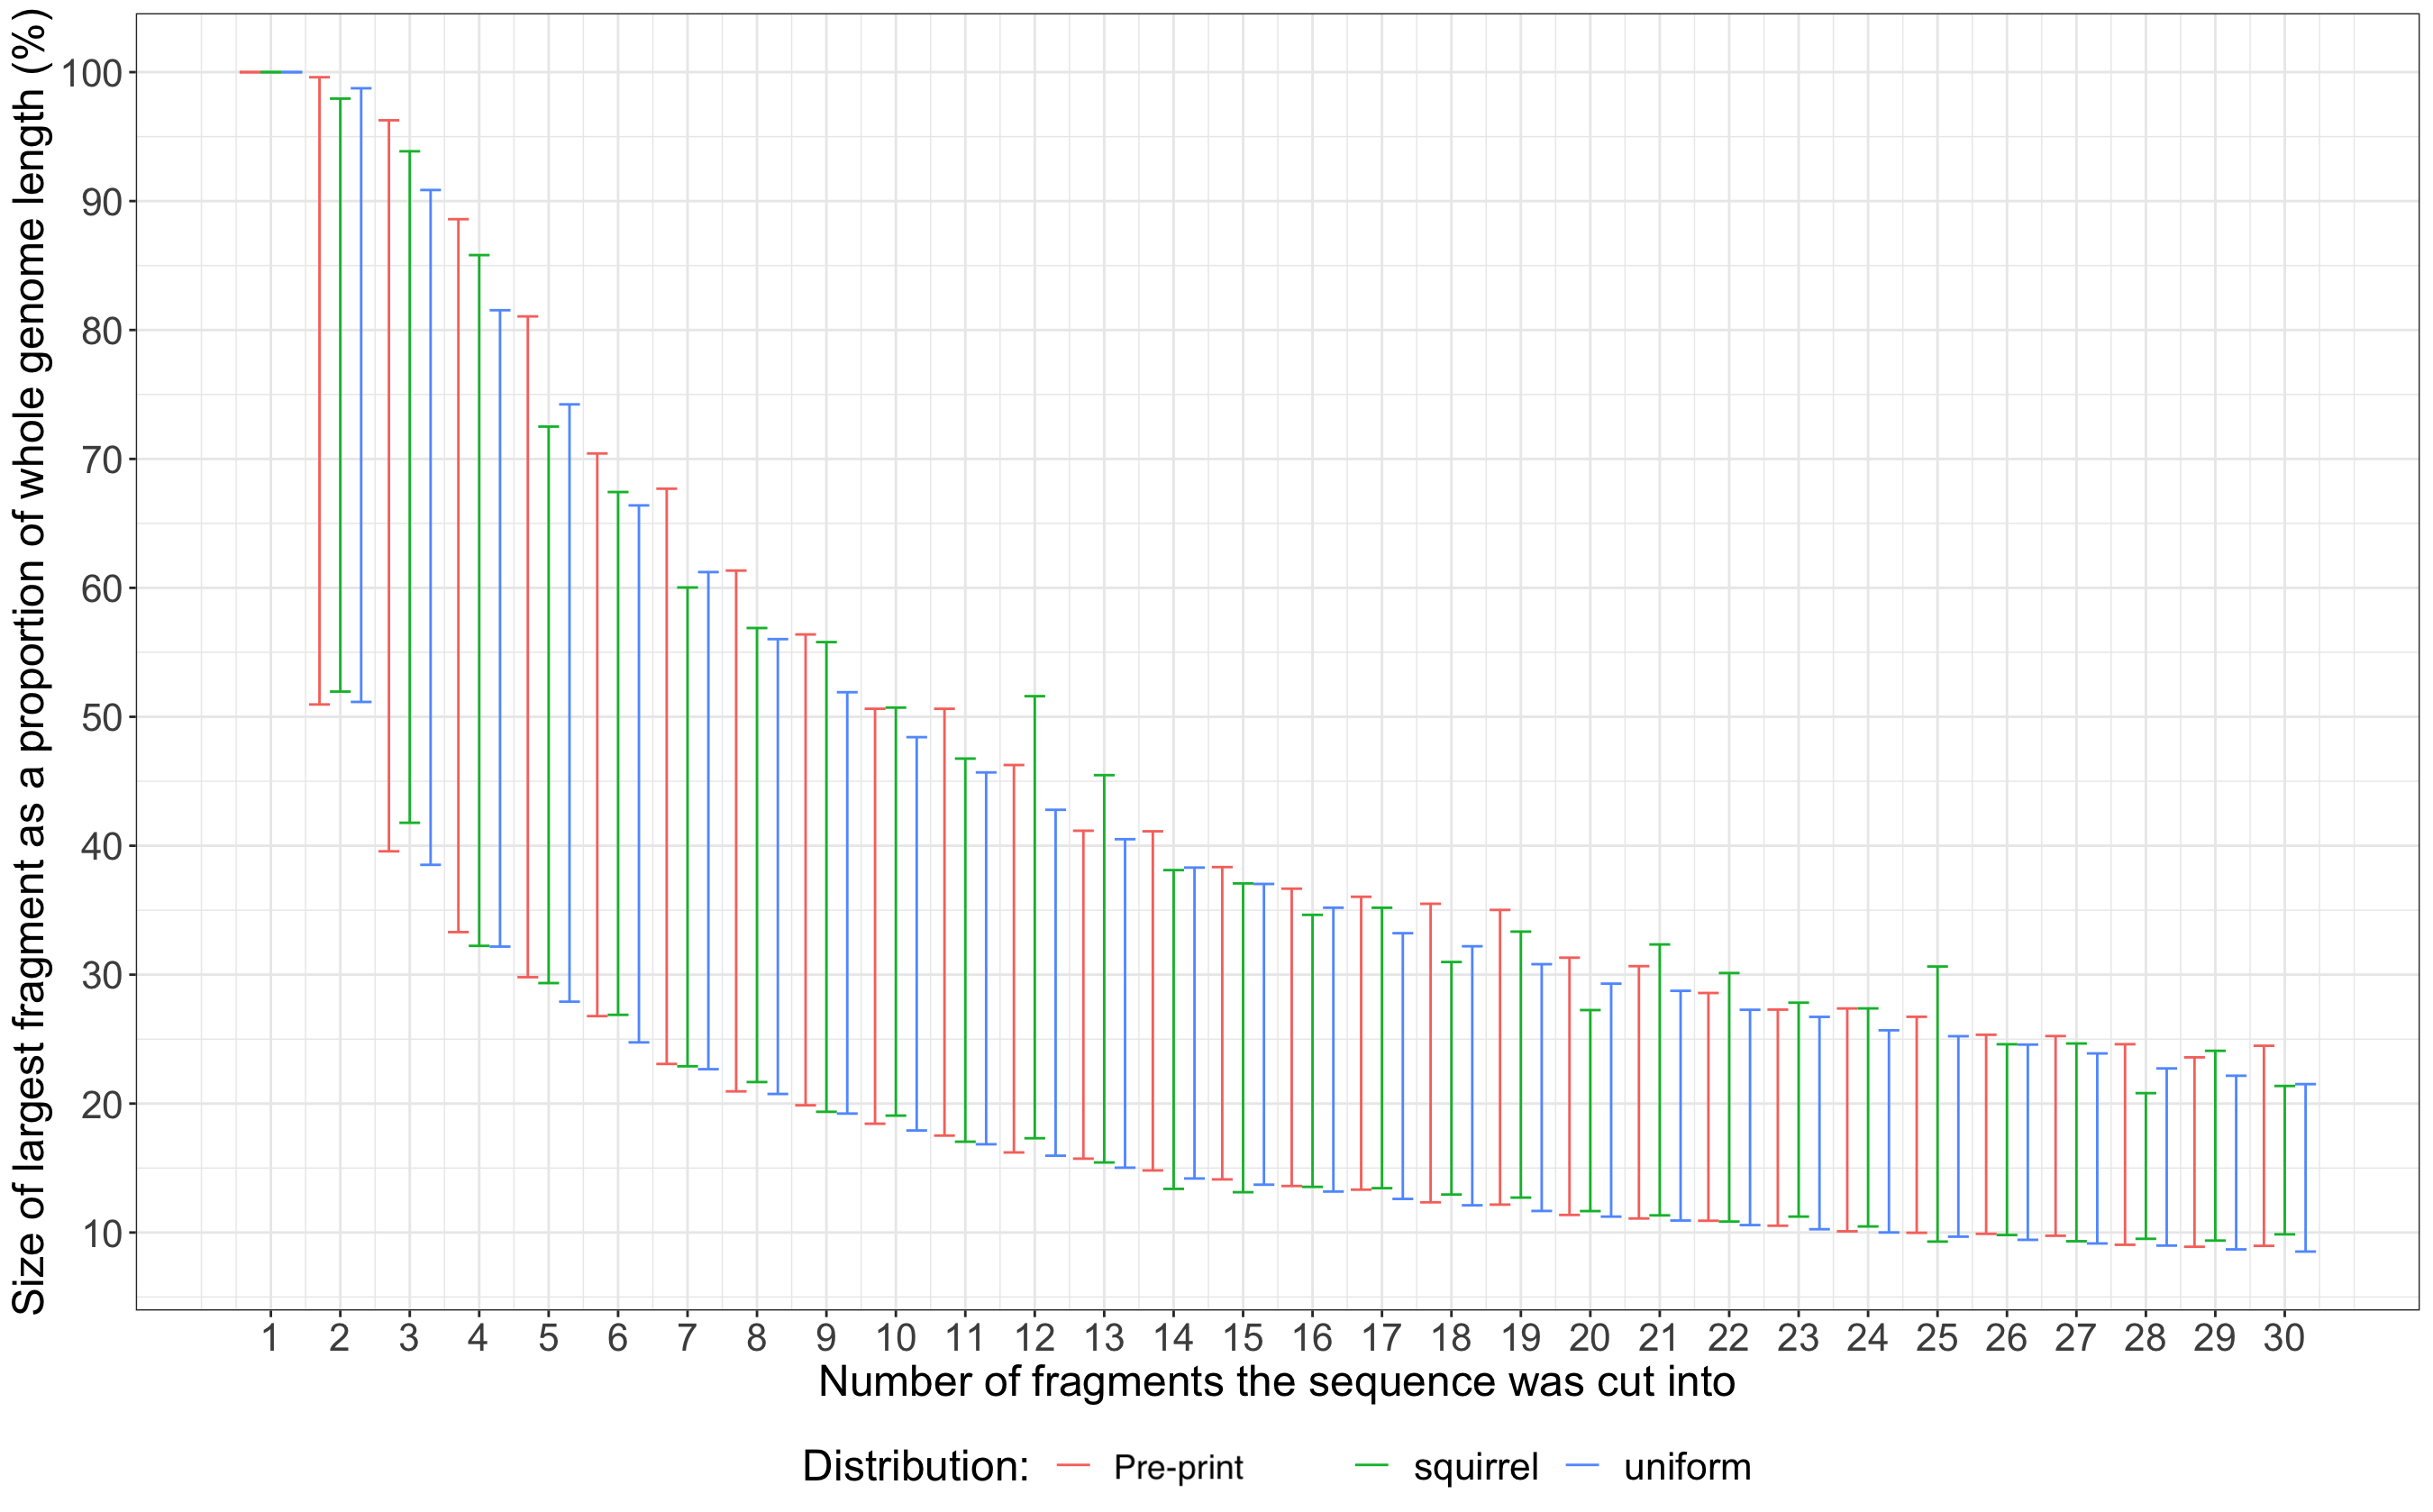 Size of largest fragment as a proportion of whole genome length (%)
100
90
80
70
60
50
40
30
20
10
1 2 3 4 5 6 7 8 9 10 11 12 13 14 15 16 17 18 19 20 21 22 23 24 25 26 27 28 29 30
Number of fragments the sequence was cut into
Distribution: Pre-print squirrel uniform